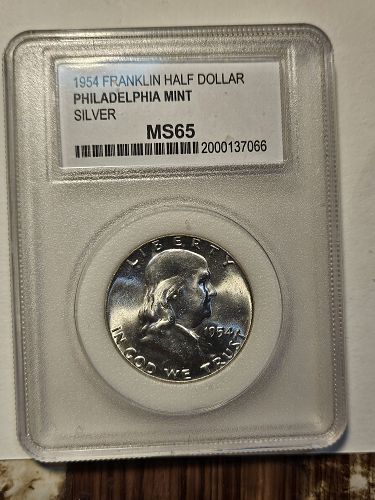 1954 FRANKLIN HALF DOLLAR
PHILADELPHIA MINT
SILVER
MS65
2000137066
LIBERTY
1954
IN GOD WE TRUST